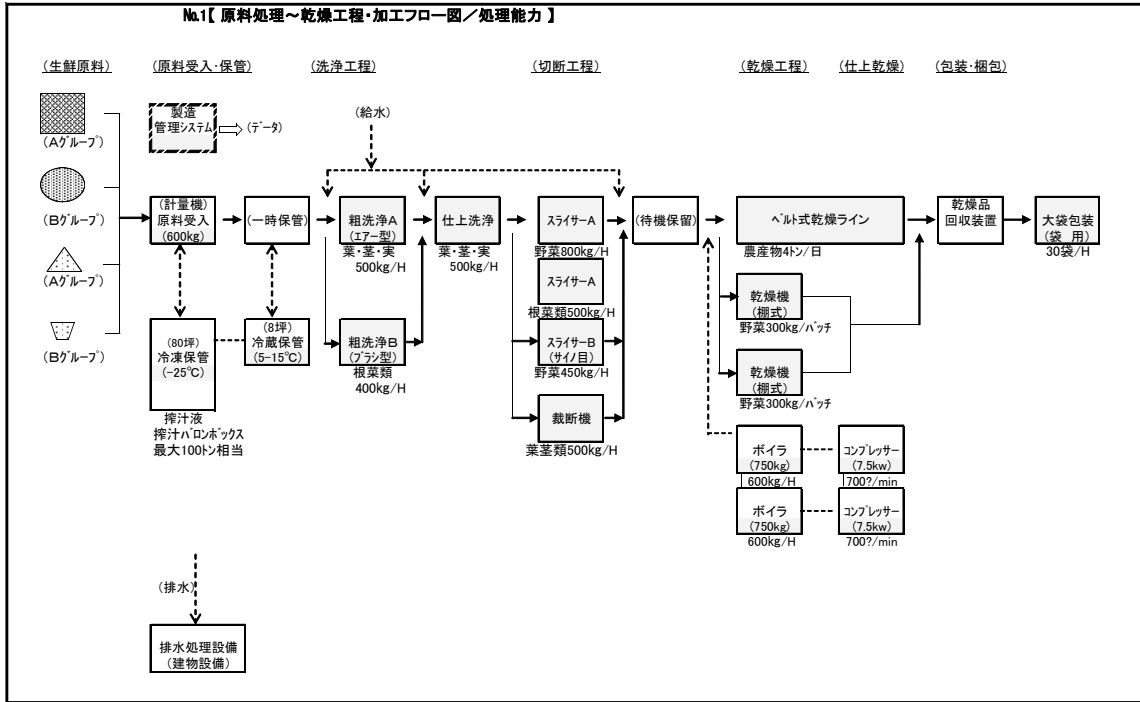 №1【 原料処理～乾燥工程・加工フロー図／処理能力 】
(生鮮原料)
(原料受入・保管)
(洗浄工程)
(切断工程)
(乾燥工程)
(仕上乾燥)
(包装・梱包)
(Aグループ)
(Bグループ)
(Aグループ)
(Bグループ)
製造
管理システム
(データ)
(給水)
(計量機)
原料受入
(600kg)
(一時保管)
粗洗浄A
(エアー型)
葉・茎・実
500kg/H
仕上洗浄
葉・茎・実
500kg/H
スライサーA
野菜800kg/H
スライサーA
根菜類500kg/H
スライサーB
(サイノ目)
野菜450kg/H
裁断機
葉茎類500kg/H
(待機保留)
ベルト式乾燥ライン
農産物4トン/日
乾燥品
回収装置
大袋包装
(袋 用)
30袋/H
(80坪)
冷凍保管
(-25℃)
搾汁液
搾汁バロンボックス
最大100トン相当
(8坪)
冷蔵保管
(5-15℃)
粗洗浄B
(ブラシ型)
根菜類
400kg/H
乾燥機
(棚式)
野菜300kg/バッチ
乾燥機
(棚式)
野菜300kg/バッチ
ボイラ
(750kg)
600kg/H
コンプレッサー
(7.5kw)
700?/min
ボイラ
(750kg)
600kg/H
コンプレッサー
(7.5kw)
700?/min
(排水)
排水処理設備
(建物設備)